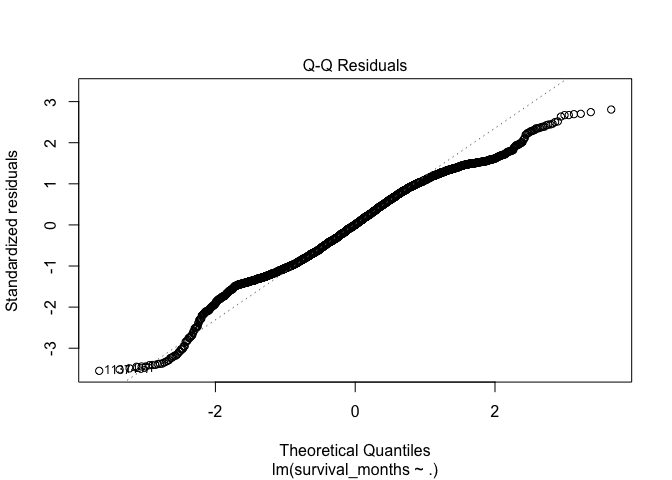 Q-Q Residuals
Standardized residuals
3
2
1
0
-1
-2
-3
-2
0
2
Theoretical Quantiles
lm(survival_months ~ .)